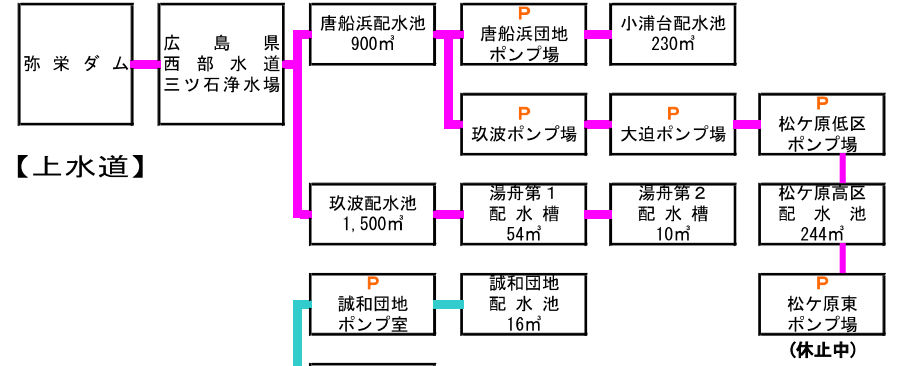 弥栄ダム
広島県
西部水道
三ツ石浄水場
唐船浜配水池
900㎥
P
唐船浜団地
ポンプ場
小浦台配水池
230㎥
P
玖波ポンプ場
P
大迫ポンプ場
P
松ケ原低区
ポンプ場
【上水道】
玖波配水池
1,500㎥
湯舟第1
配水槽
54㎥
湯舟第2
配水槽
10㎥
松ケ原高区
配水池
244㎥
P
誠和団地
ポンプ室
誠和団地
配水池
16㎥
P
松ケ原東
ポンプ場
(休止中)